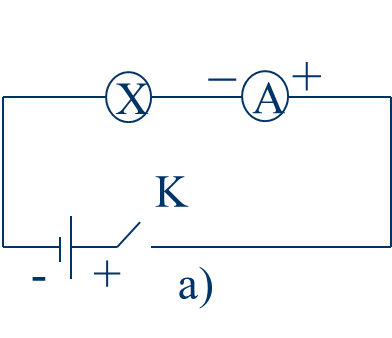 X − A +
K
- + a)